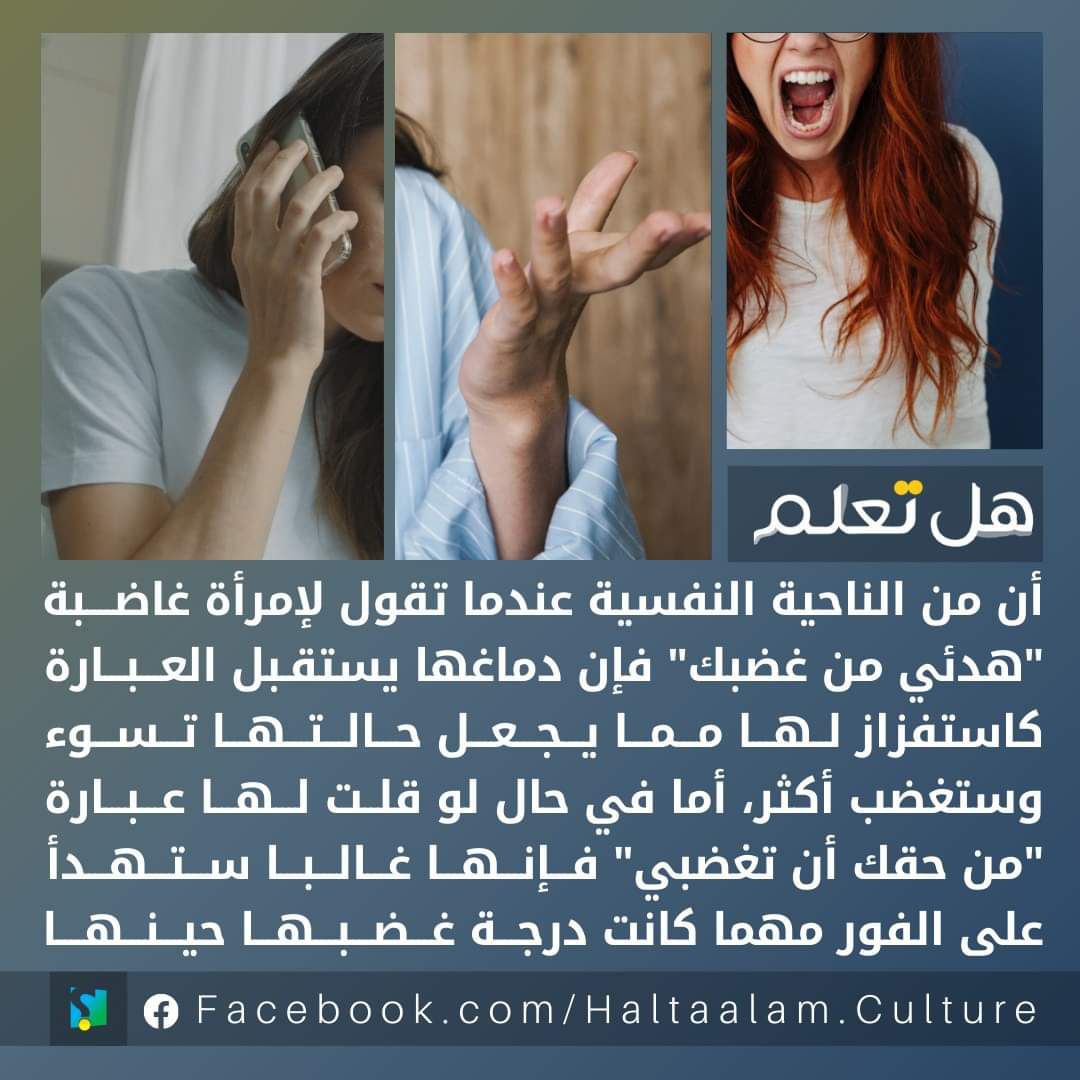 هل تعلم
أن من الناحية النفسية عندما تقول لإمرأة غاضبة
"هدئي من غضبك" فإن دماغها يستقبل العبارة
كاستفزاز لها مما يجعل حالتها تسوء
وستغضب أكثر، أما في حال لو قلت لها عبارة
"من حقك أن تغضبي" فإنها غالبا ستهدأ
على الفور مهما كانت درجة غضبها حينها
Facebook.com/Haltaalam.Culture